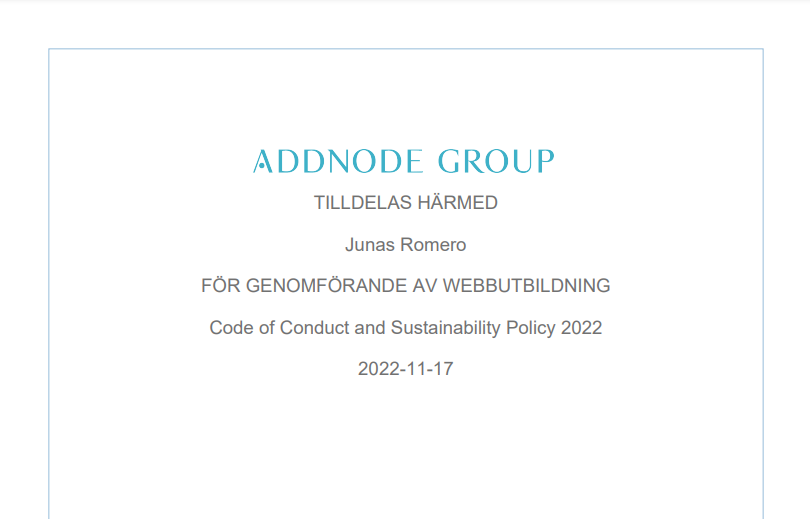 ADDNODE GROUP
TILLDELAS HÄRMED
Junas Romero
FÖR GENOMFÖRANDE AV WEBBUTBILDNING
Code of Conduct and Sustainability Policy 2022
2022-11-17